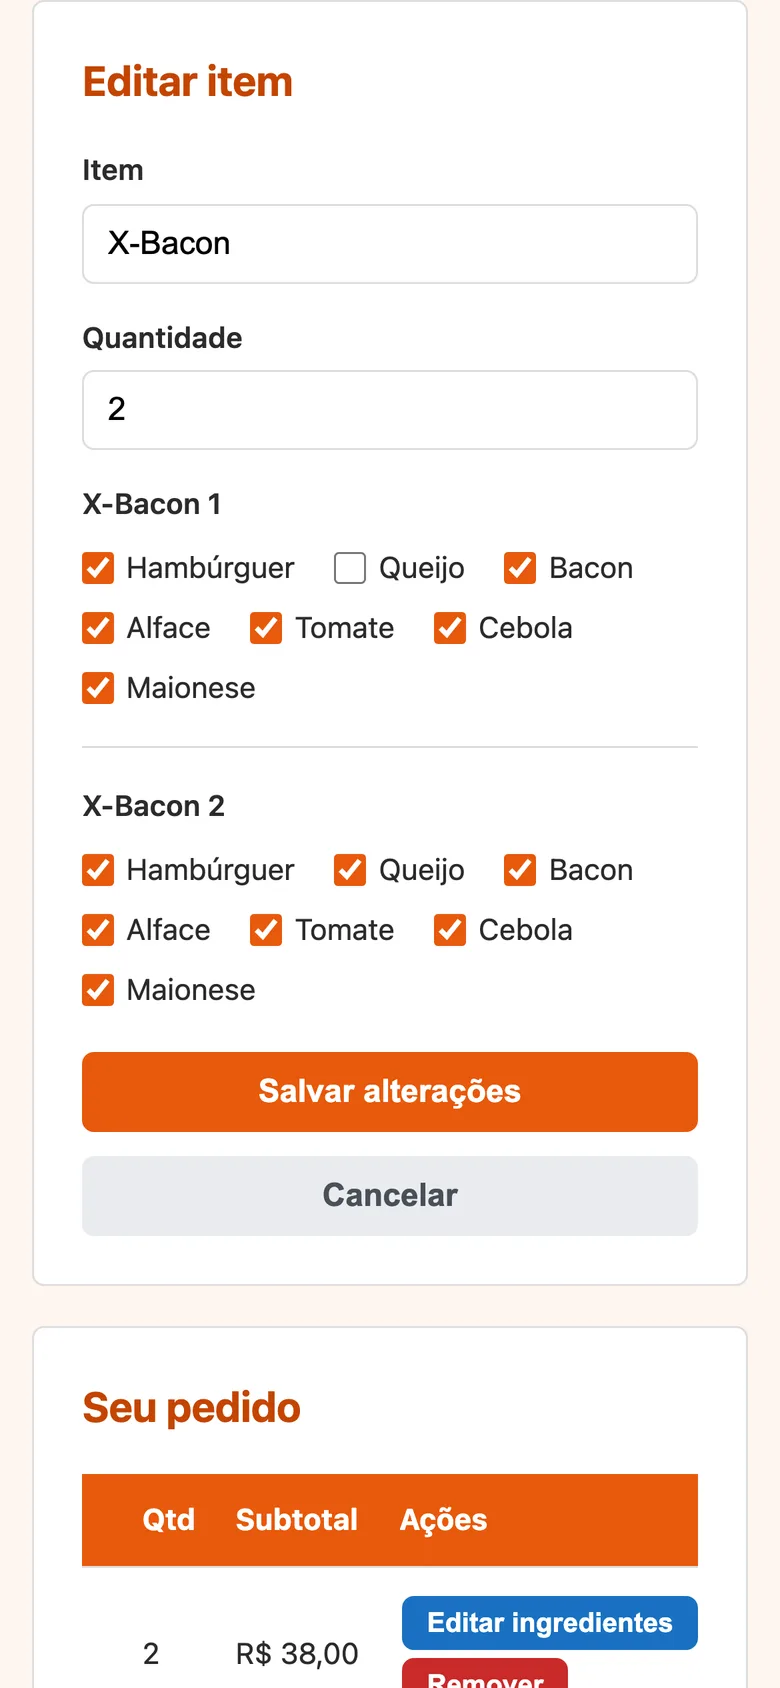 Editar item
Item
X-Bacon
Quantidade
2
X-Bacon 1
Hambúrguer Queijo Bacon
Alface Tomate Cebola
Maionese
X-Bacon 2
Hambúrguer Queijo Bacon
Alface Tomate Cebola
Maionese
Salvar alterações
Cancelar
Seu pedido
Qtd Subtotal Ações
2 R$ 38,00 Editar ingredientes
Remover